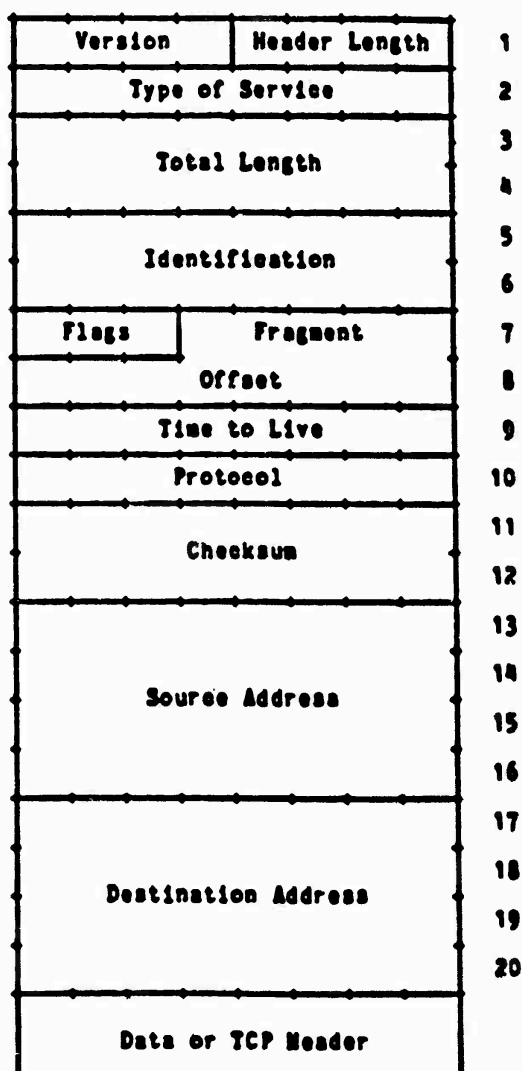 Version Header Length 1
Type of Service 2
3
Total Length
4
5
Identification
6
Flags Fragment 7
Offset 8
Time to Live 9
Protocol 10
11
Checksum
12
13
14
Source Address
15
16
17
18
Destination Address
19
20
Data or TCP Header